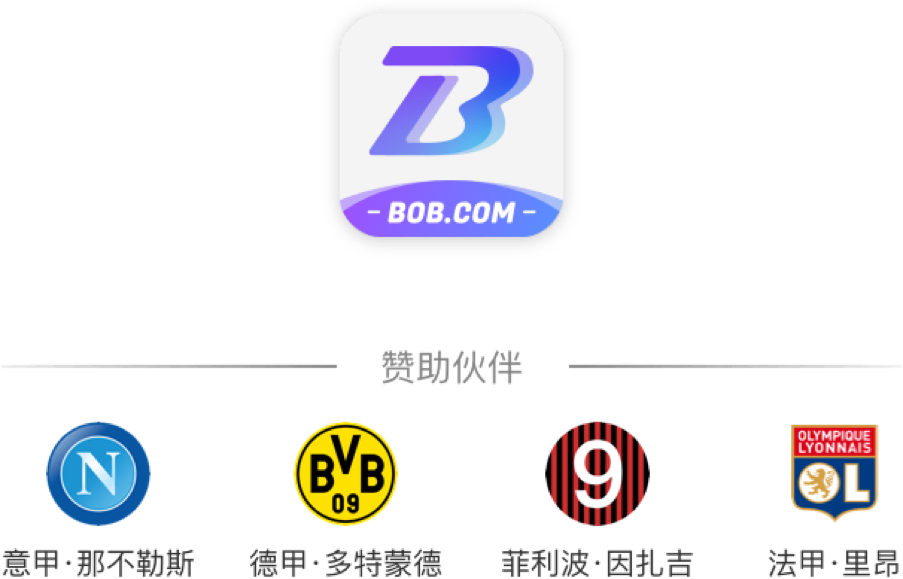 B
- BOB.COM -
赞助伙伴
N
BVB
09
9
OLYMPIQUE
LYONNAIS
OL
意甲·那不勒斯
德甲·多特蒙德
菲利波·因扎吉
法甲·里昂